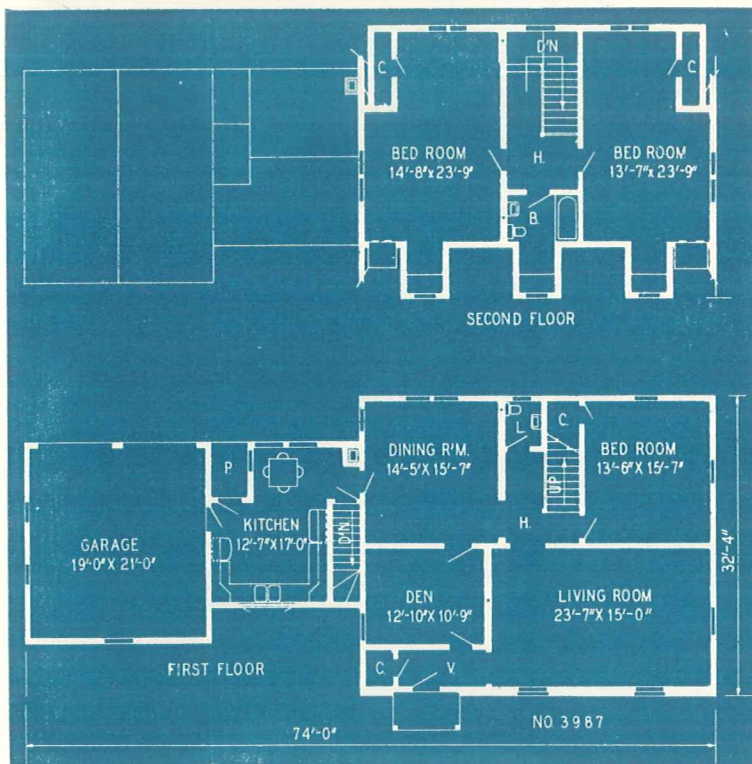 D'N
C.
C.
BED ROOM
14'-8"x23'-9"
H.
BED ROOM
13'-7"x23'-9"
B.
SECOND FLOOR
C.
L.
DINING R'M.
14'-5'X15'-7"
BED ROOM
13'-6"X15'-7"
P.
UP
KITCHEN
12'-7"X17'-0"
D'N.
H.
GARAGE
19'-0"X 21'-0"
32'-4"
DEN
12'-10"X10'-9"
LIVING ROOM
23'-7"X15'-0"
C.
V.
FIRST FLOOR
NO. 3987
74'-0"